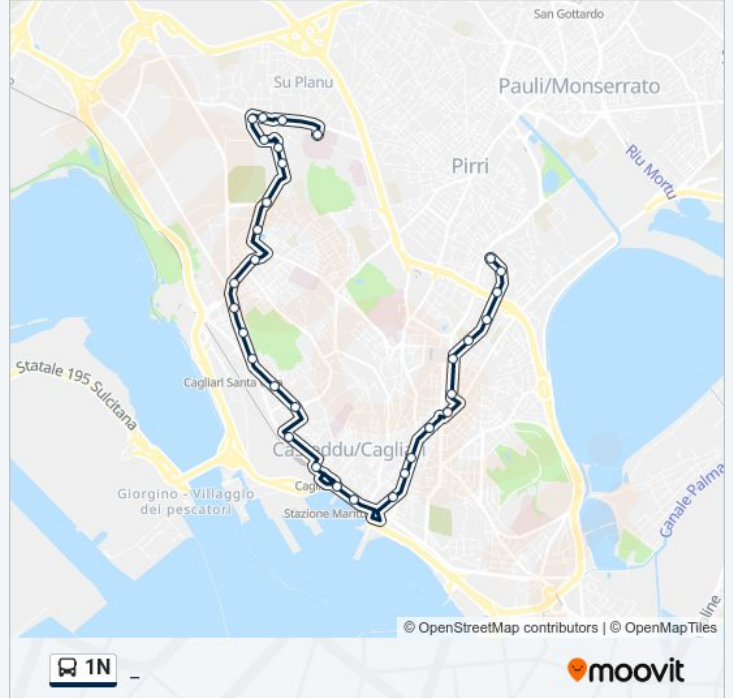 San Gottardo
Su Planu
Pauli/Monserrato
Pirri
Riu Mortu
Statale 195 Sulcitana
Cagliari Santa
Casteddu/Cagliari
Giorgino - Villaggio
dei pescatori
Stazione Maritt
Canale Palma
© OpenStreetMap contributors | © OpenMapTiles
1N
–
moovit